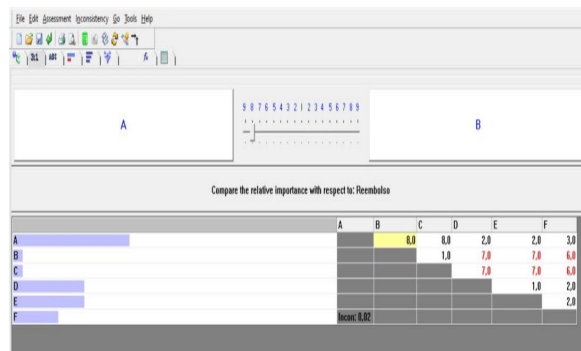 File Edit Assessment Inconsistency Go Tools Help
3:1 ABC
A
9 8 7 6 5 4 3 2 1 2 3 4 5 6 7 8 9
B
Compare the relative importance with respect to: Reembolso
A B C D E F
A 8,0 8,0 2,0 2,0 3,0
B 1,0 7,0 7,0 6,0
C 7,0 7,0 6,0
D 1,0 2,0
E 2,0
F Incon: 0,02